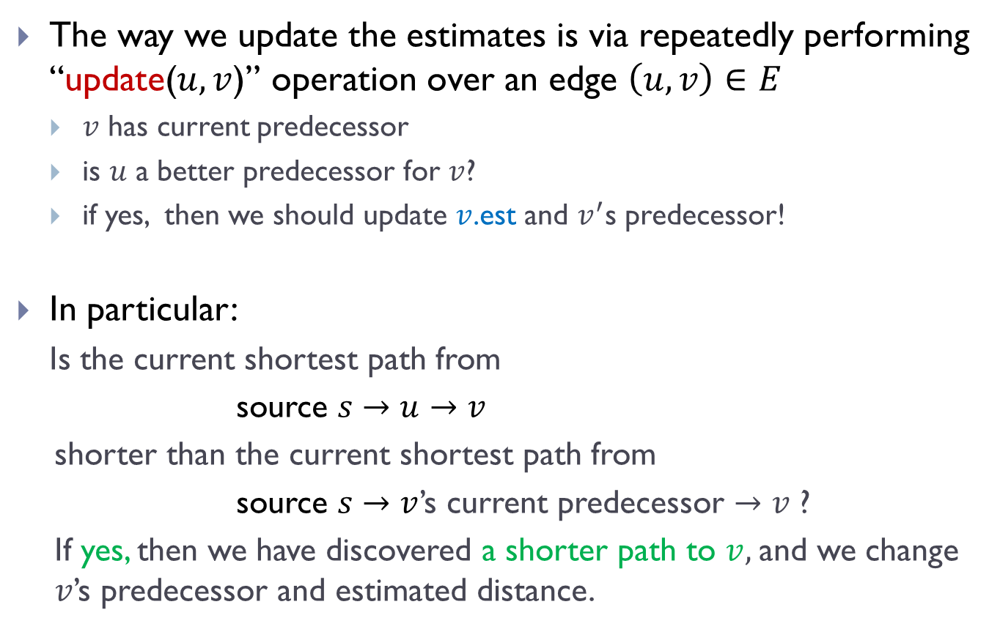 The way we update the estimates is via repeatedly performing
“update(𝑢, 𝑣)” operation over an edge (𝑢, 𝑣) ∈ 𝐸
𝑣 has current predecessor
is 𝑢 a better predecessor for 𝑣?
if yes, then we should update 𝑣.est and 𝑣′s predecessor!
In particular:
Is the current shortest path from
source 𝑠 → 𝑢 → 𝑣
shorter than the current shortest path from
source 𝑠 → 𝑣’s current predecessor → 𝑣 ?
If yes, then we have discovered a shorter path to 𝑣, and we change
𝑣’s predecessor and estimated distance.